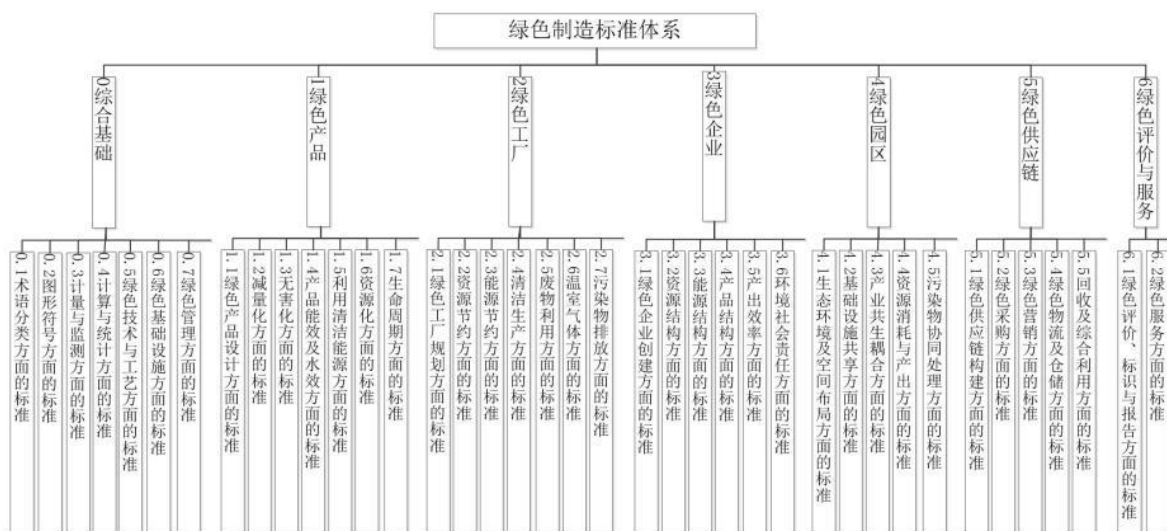 绿色制造标准体系
0综合基础
1绿色产品
2绿色工厂
3绿色企业
4绿色园区
5绿色供应链
6绿色评价与服务
0.1术语分类方面的标准
0.2图形符号方面的标准
0.3计量与监测方面的标准
0.4计算与统计方面的标准
0.5绿色技术与工艺方面的标准
0.6绿色基础设施方面的标准
0.7绿色管理方面的标准
1.1绿色产品设计方面的标准
1.2减量化方面的标准
1.3无害化方面的标准
1.4产品能效及水效方面的标准
1.5利用清洁能源方面的标准
1.6资源化方面的标准
1.7生命周期方面的标准
2.1绿色工厂规划方面的标准
2.2资源节约方面的标准
2.3能源节约方面的标准
2.4清洁生产方面的标准
2.5废物利用方面的标准
2.6温室气体方面的标准
2.7污染物排放方面的标准
3.1绿色企业创建方面的标准
3.2资源结构方面的标准
3.3能源结构方面的标准
3.4产品结构方面的标准
3.5产出效率方面的标准
3.6环境社会责任方面的标准
4.1生态环境及空间布局方面的标准
4.2基础设施共享方面的标准
4.3产业共生耦合方面的标准
4.4资源消耗与产出方面的标准
4.5污染物协同处理方面的标准
5.1绿色供应链构建方面的标准
5.2绿色采购方面的标准
5.3绿色营销方面的标准
5.4绿色物流及仓储方面的标准
5.5回收及综合利用方面的标准
6.1绿色评价、标识与报告方面的标准
6.2绿色服务方面的标准